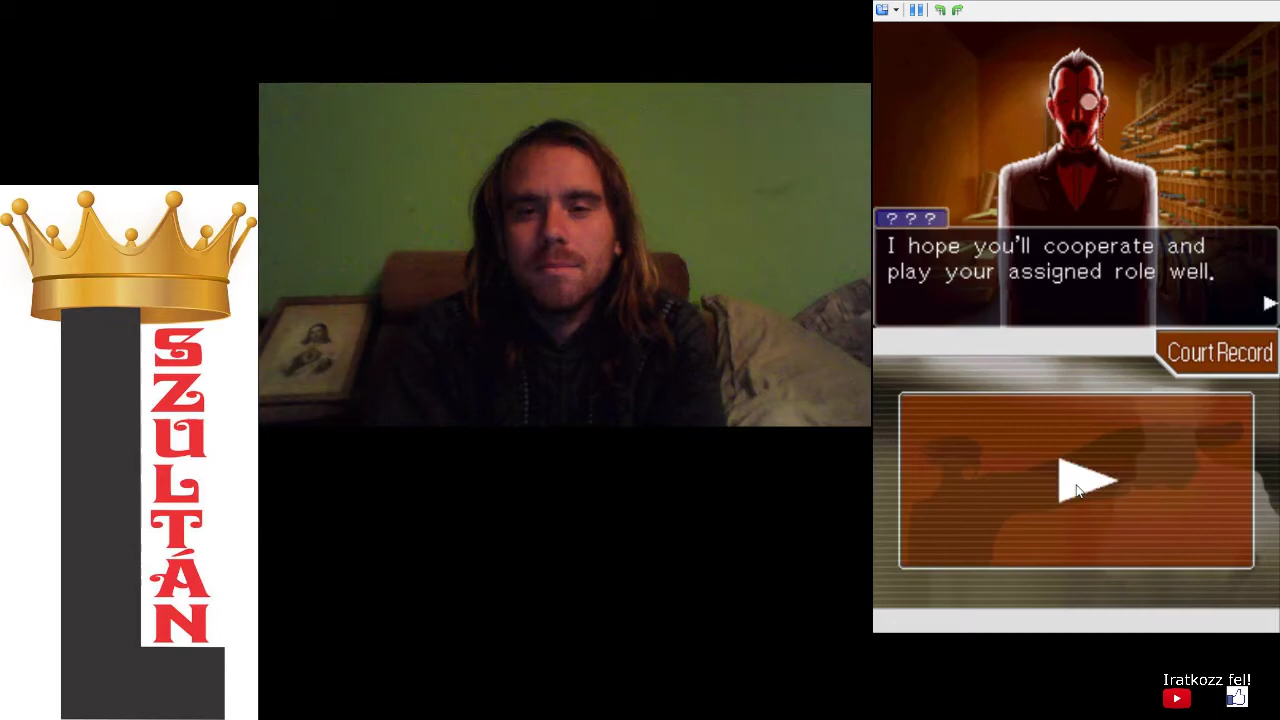 L
SZULTÁN
? ? ?
I hope you'll cooperate and
play your assigned role well.
Court Record
Iratkozz fel!